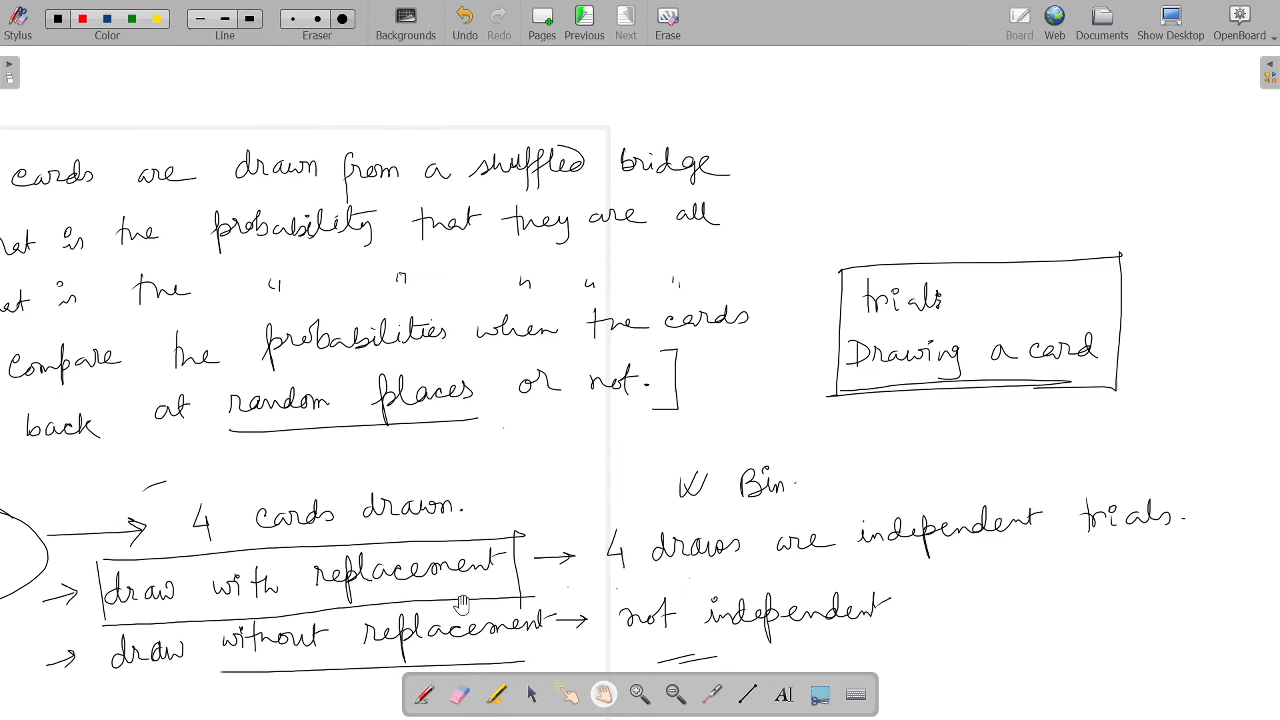 Stylus Color Line Eraser Backgrounds Undo Redo Pages Previous Next Erase Board Web Documents Show Desktop OpenBoard
cards are drawn from a shuffled bridge
hat is the probability that they are all
at is the " " " " "
compare the probabilities when the cards
back at random places or not.]
trials
Drawing a card
4 cards drawn.
Bin.
→ draw with replacement → 4 draws are independent trials.
→ draw without replacement → not independent